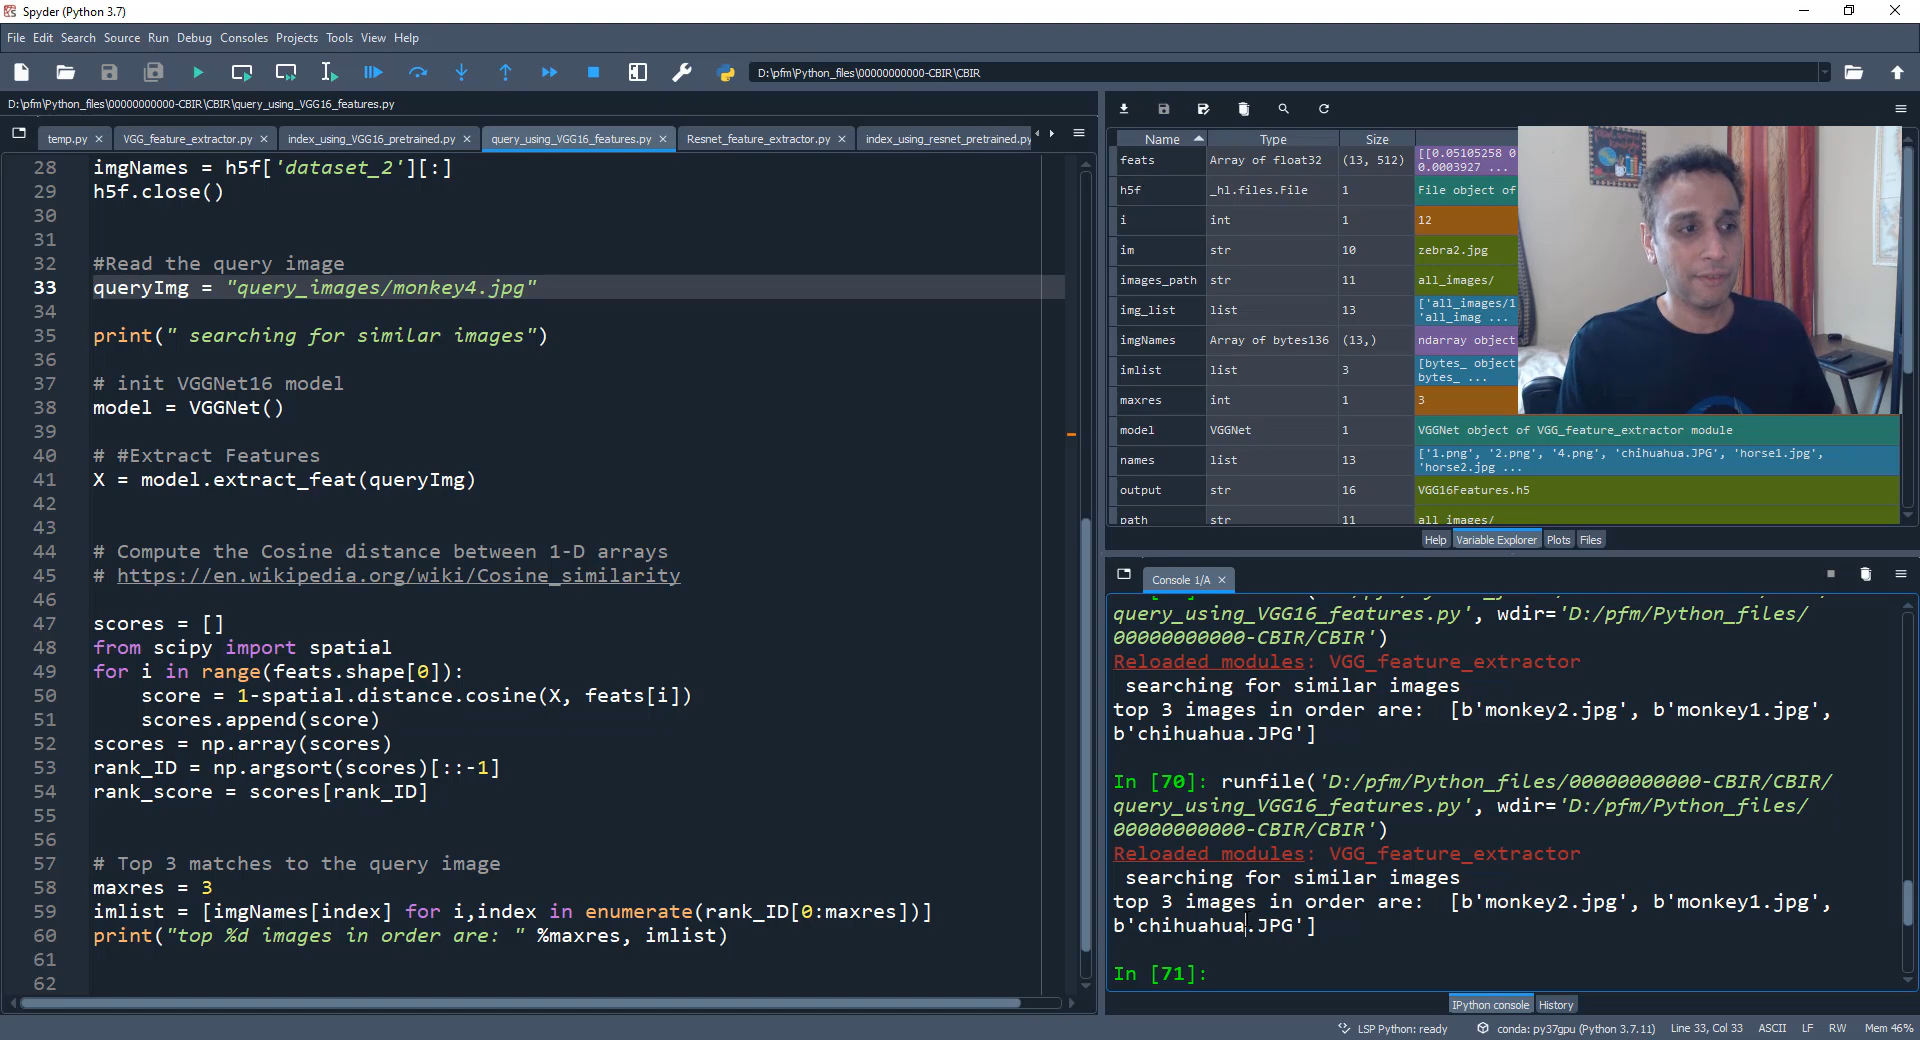 Spyder (Python 3.7)
File Edit Search Source Run Debug Consoles Projects Tools View Help
D:\pfm\Python_files\00000000000-CBIR\CBIR
D:\pfm\Python_files\00000000000-CBIR\CBIR\query_using_VGG16_features.py
temp.py VGG_feature_extractor.py index_using_VGG16_pretrained.py query_using_VGG16_features.py Resnet_feature_extractor.py index_using_resnet_pretrained.py
28 imgNames = h5f['dataset_2'][:]
29 h5f.close()
30
31
32 #Read the query image
33 queryImg = "query_images/monkey4.jpg"
34
35 print(" searching for similar images")
36
37 # init VGGNet16 model
38 model = VGGNet()
39
40 # #Extract Features
41 X = model.extract_feat(queryImg)
42
43
44 # Compute the Cosine distance between 1-D arrays
45 # https://en.wikipedia.org/wiki/Cosine_similarity
46
47 scores = []
48 from scipy import spatial
49 for i in range(feats.shape[0]):
50 score = 1-spatial.distance.cosine(X, feats[i])
51 scores.append(score)
52 scores = np.array(scores)
53 rank_ID = np.argsort(scores)[::-1]
54 rank_score = scores[rank_ID]
55
56
57 # Top 3 matches to the query image
58 maxres = 3
59 imlist = [imgNames[index] for i,index in enumerate(rank_ID[0:maxres])]
60 print("top %d images in order are: " %maxres, imlist)
61
62
Name Type Size
feats Array of float32 (13, 512) [[0.05105258 0
0.0003927 ...
h5f _hl.files.File 1 File object of
i int 1 12
im str 10 zebra2.jpg
images_path str 11 all_images/
img_list list 13 ['all_images/1
'all_imag ...
imgNames Array of bytes136 (13,) ndarray object
imlist list 3 [bytes_ object
bytes_ ...
maxres int 1 3
model VGGNet 1 VGGNet object of VGG_feature_extractor module
names list 13 ['1.png', '2.png', '4.png', 'chihuahua.JPG', 'horse1.jpg',
'horse2.jpg ...
output str 16 VGG16Features.h5
path str 11 all images/
Help Variable Explorer Plots Files
Console 1/A
query_using_VGG16_features.py', wdir='D:/pfm/Python_files/
00000000000-CBIR/CBIR')
Reloaded modules: VGG_feature_extractor
searching for similar images
top 3 images in order are: [b'monkey2.jpg', b'monkey1.jpg',
b'chihuahua.JPG']
In [70]: runfile('D:/pfm/Python_files/00000000000-CBIR/CBIR/
query_using_VGG16_features.py', wdir='D:/pfm/Python_files/
00000000000-CBIR/CBIR')
Reloaded modules: VGG_feature_extractor
searching for similar images
top 3 images in order are: [b'monkey2.jpg', b'monkey1.jpg',
b'chihuahua.JPG']
In [71]:
IPython console History
LSP Python: ready conda: py37gpu (Python 3.7.11) Line 33, Col 33 ASCII LF RW Mem 46%